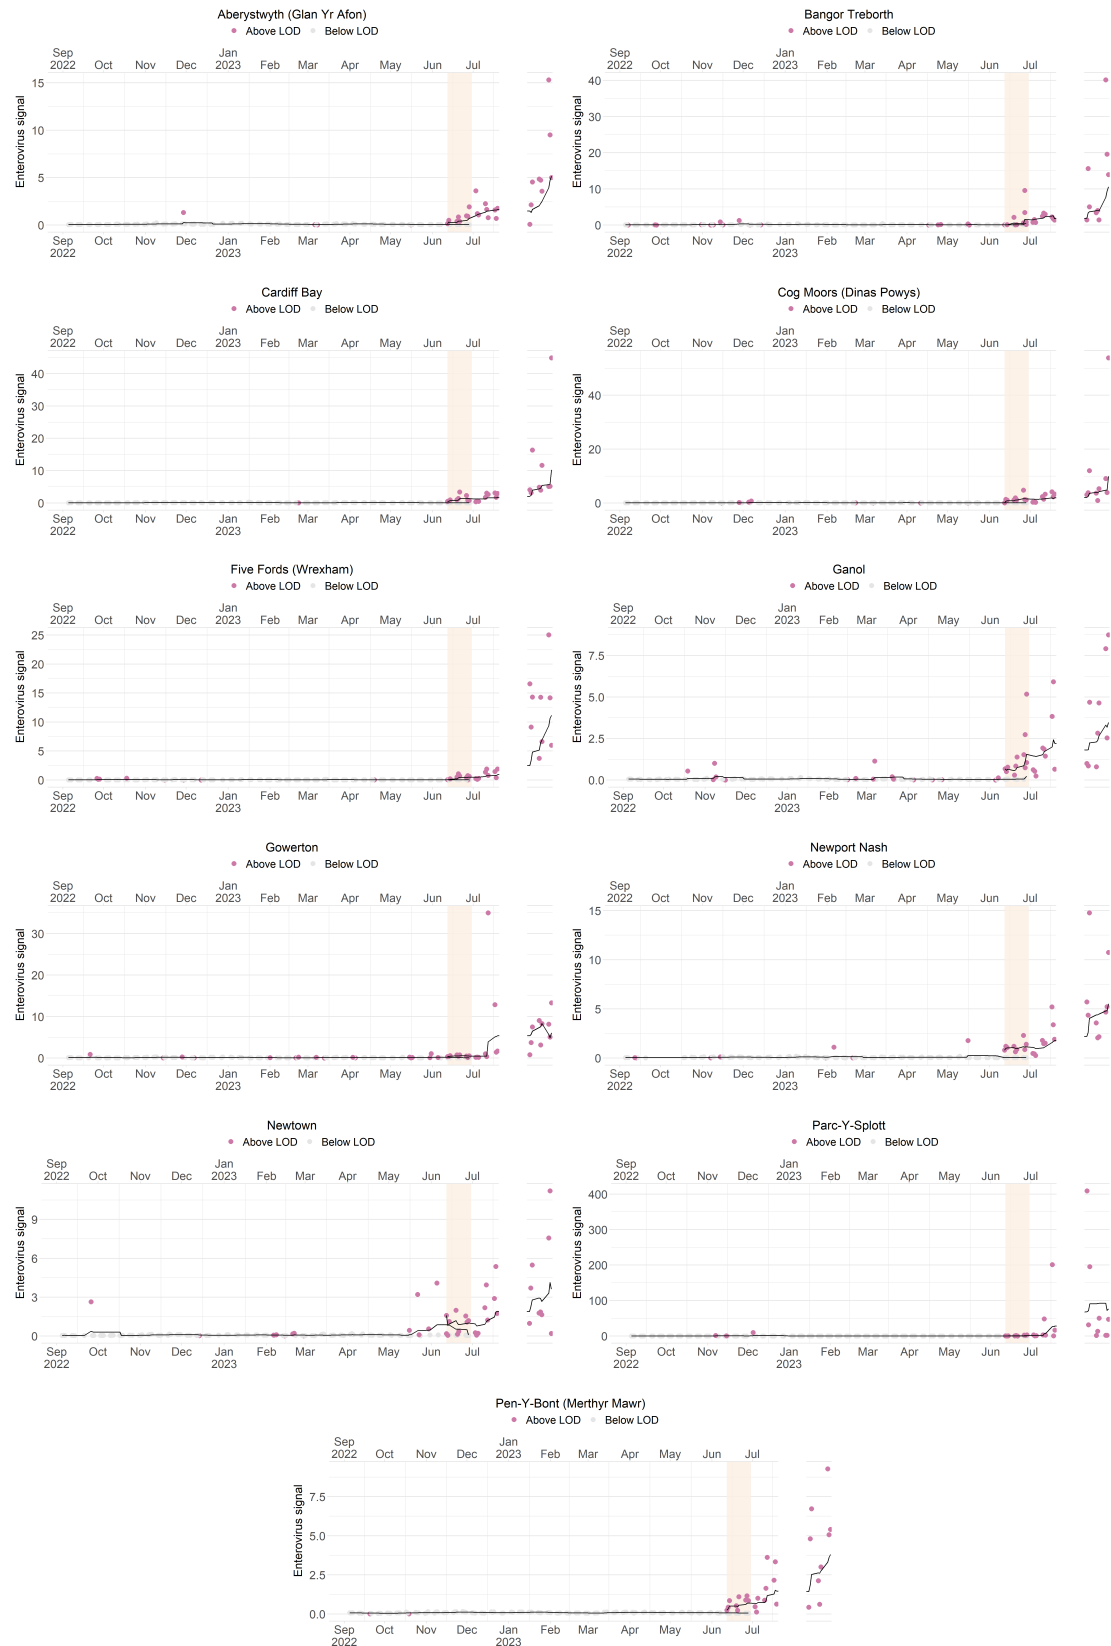 Aberystwyth (Glan Yr Afon)
Above LOD Below LOD
Sep Jan
2022 Oct Nov Dec 2023 Feb Mar Apr May Jun Jul
Enterovirus signal
15
10
5
0
Sep Oct Nov Dec Jan Feb Mar Apr May Jun Jul
2022 2023
Bangor Treborth
Above LOD Below LOD
Sep Jan
2022 Oct Nov Dec 2023 Feb Mar Apr May Jun Jul
Enterovirus signal
40
30
20
10
0
Sep Oct Nov Dec Jan Feb Mar Apr May Jun Jul
2022 2023
Cardiff Bay
Above LOD Below LOD
Sep Jan
2022 Oct Nov Dec 2023 Feb Mar Apr May Jun Jul
Enterovirus signal
40
30
20
10
0
Sep Oct Nov Dec Jan Feb Mar Apr May Jun Jul
2022 2023
Cog Moors (Dinas Powys)
Above LOD Below LOD
Sep Jan
2022 Oct Nov Dec 2023 Feb Mar Apr May Jun Jul
Enterovirus signal
40
20
0
Sep Oct Nov Dec Jan Feb Mar Apr May Jun Jul
2022 2023
Five Fords (Wrexham)
Above LOD Below LOD
Sep Jan
2022 Oct Nov Dec 2023 Feb Mar Apr May Jun Jul
Enterovirus signal
25
20
15
10
5
0
Sep Oct Nov Dec Jan Feb Mar Apr May Jun Jul
2022 2023
Ganol
Above LOD Below LOD
Sep Jan
2022 Oct Nov Dec 2023 Feb Mar Apr May Jun Jul
Enterovirus signal
7.5
5.0
2.5
0.0
Sep Oct Nov Dec Jan Feb Mar Apr May Jun Jul
2022 2023
Gowerton
Above LOD Below LOD
Sep Jan
2022 Oct Nov Dec 2023 Feb Mar Apr May Jun Jul
Enterovirus signal
30
20
10
0
Sep Oct Nov Dec Jan Feb Mar Apr May Jun Jul
2022 2023
Newport Nash
Above LOD Below LOD
Sep Jan
2022 Oct Nov Dec 2023 Feb Mar Apr May Jun Jul
Enterovirus signal
15
10
5
0
Sep Oct Nov Dec Jan Feb Mar Apr May Jun Jul
2022 2023
Newtown
Above LOD Below LOD
Sep Jan
2022 Oct Nov Dec 2023 Feb Mar Apr May Jun Jul
Enterovirus signal
9
6
3
0
Sep Oct Nov Dec Jan Feb Mar Apr May Jun Jul
2022 2023
Parc-Y-Splott
Above LOD Below LOD
Sep Jan
2022 Oct Nov Dec 2023 Feb Mar Apr May Jun Jul
Enterovirus signal
400
300
200
100
0
Sep Oct Nov Dec Jan Feb Mar Apr May Jun Jul
2022 2023
Pen-Y-Bont (Merthyr Mawr)
Above LOD Below LOD
Sep Jan
2022 Oct Nov Dec 2023 Feb Mar Apr May Jun Jul
Enterovirus signal
7.5
5.0
2.5
0.0
Sep Oct Nov Dec Jan Feb Mar Apr May Jun Jul
2022 2023